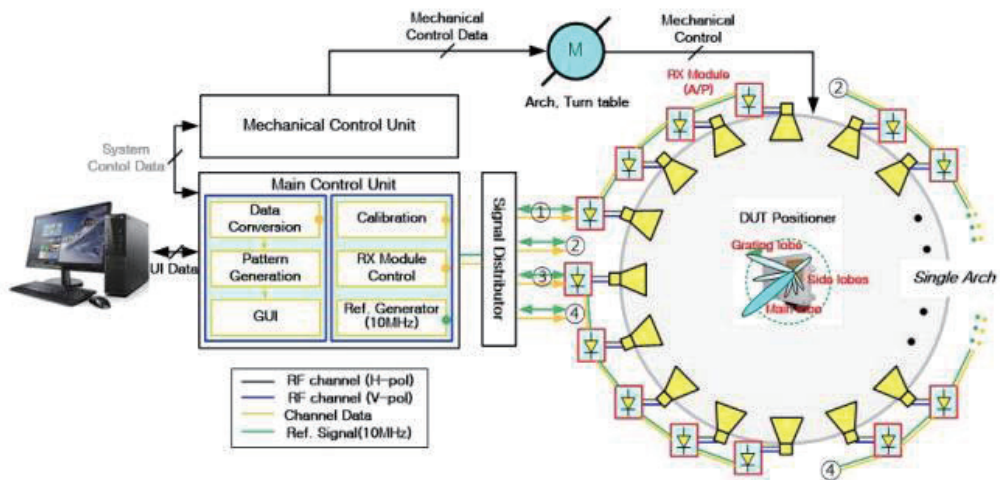 Mechanical
Control Data
Mechanical
Control
M
Arch, Turn table
RX Module
(A/P)
②
Mechanical Control Unit
System
Contol Data
Main Control Unit
Data
Conversion
Calibration
Pattern
Generation
RX Module
Control
GUI
Ref. Generator
(10MHz)
UI Data
Signal Distributor
①
②
③
④
DUT Positioner
Grating lobe
Side lobes
Main lobe
Single Arch
④
RF channel (H-pol)
RF channel (V-pol)
Channel Data
Ref. Signal(10MHz)